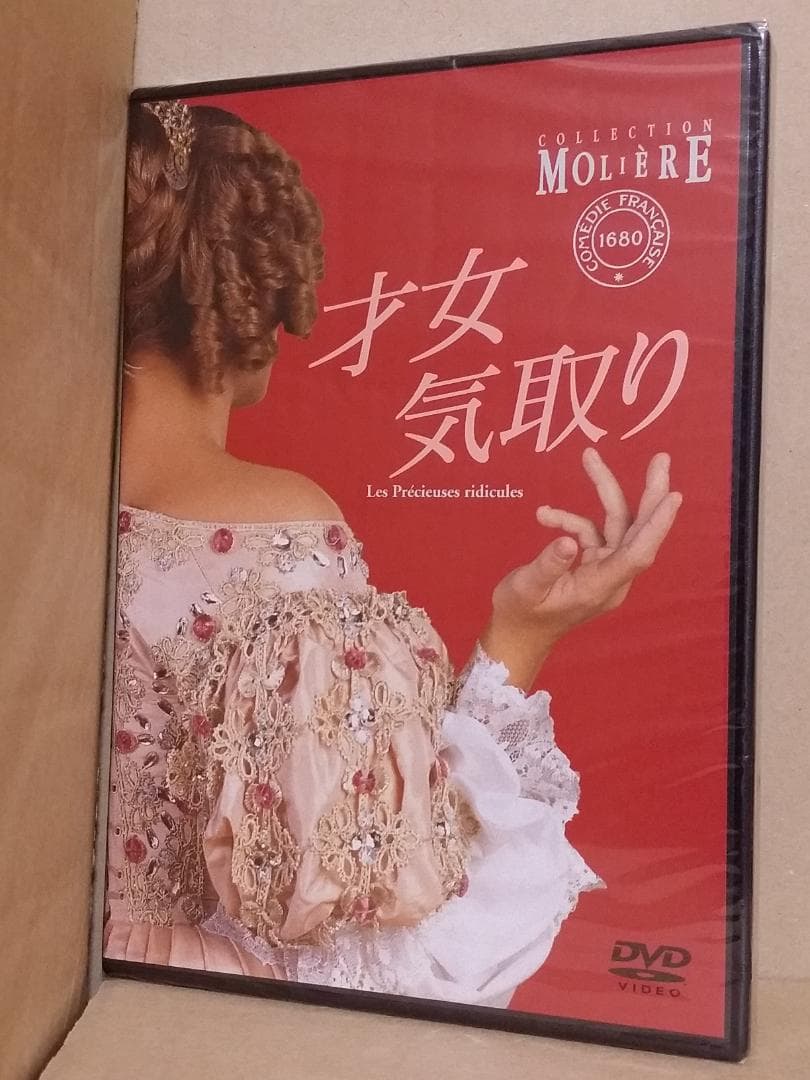 COLLECTION
MOLIÈRE
COMÉDIE FRANÇAISE
1680
才女
気取り
Les Précieuses ridicules
DVD
VIDEO